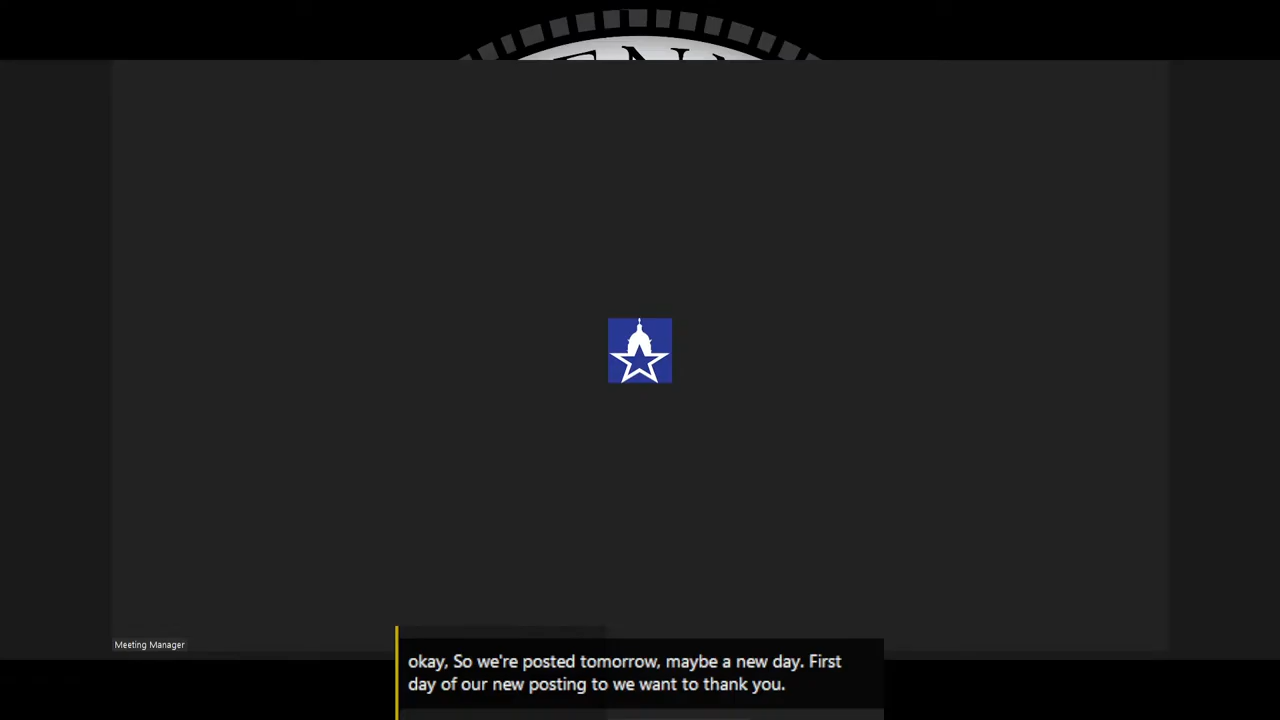 Meeting Manager
okay, So we're posted tomorrow, maybe a new day. First
day of our new posting to we want to thank you.